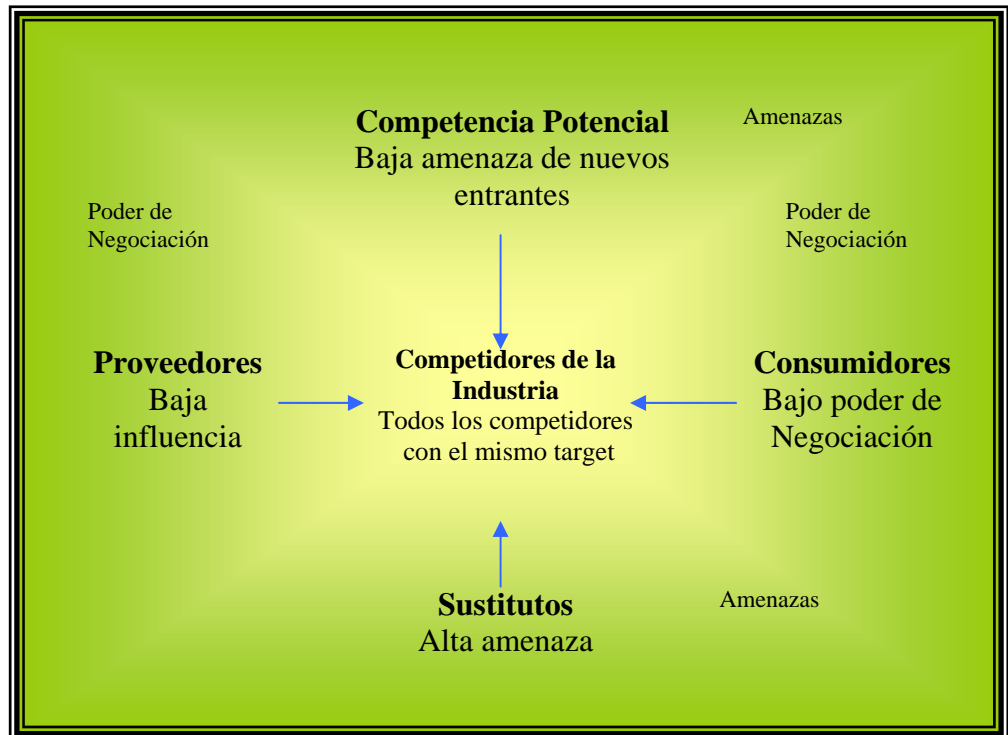 Competencia Potencial
Baja amenaza de nuevos
entrantes
Amenazas
Poder de
Negociación
Poder de
Negociación
Proveedores
Baja
influencia
Competidores de la
Industria
Todos los competidores
con el mismo target
Consumidores
Bajo poder de
Negociación
Sustitutos
Alta amenaza
Amenazas